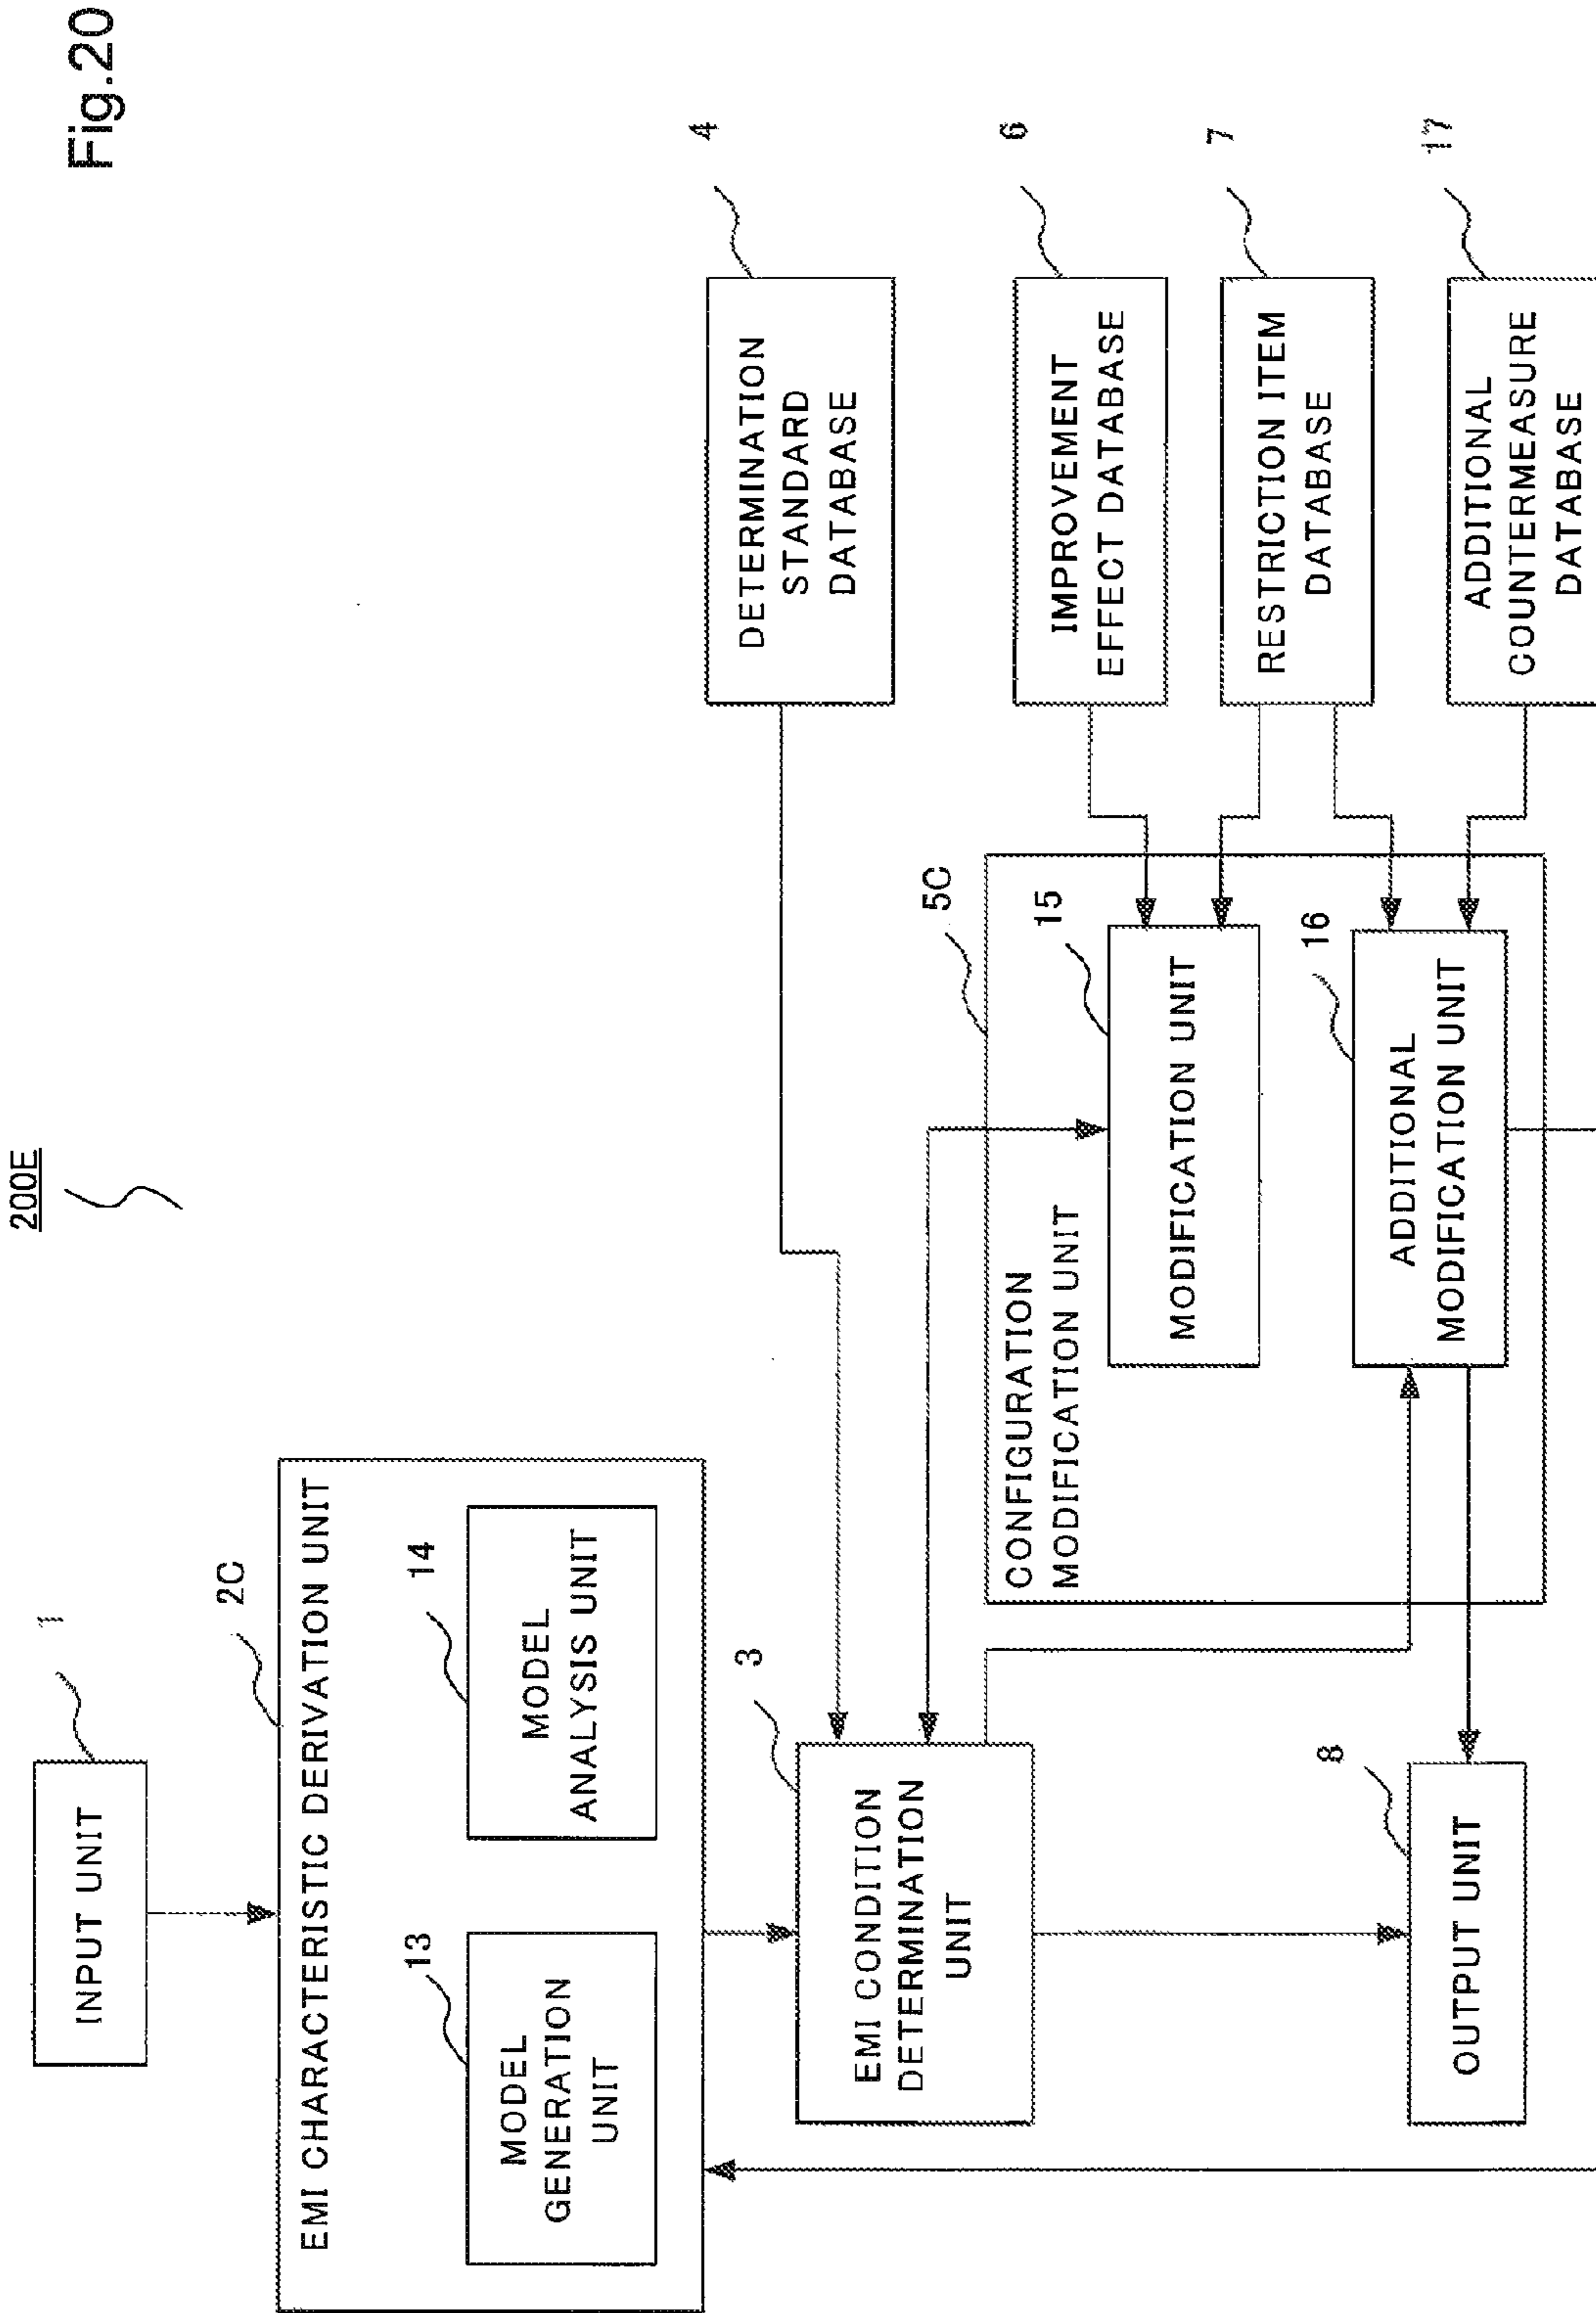 Fig.20
200E
1
INPUT UNIT
2C
EMI CHARACTERISTIC DERIVATION UNIT
13
MODEL
GENERATION
UNIT
14
MODEL
ANALYSIS UNIT
3
EMI CONDITION
DETERMINATION
UNIT
4
DETERMINATION
STANDARD
DATABASE
5C
CONFIGURATION
MODIFICATION UNIT
15
MODIFICATION UNIT
16
ADDITIONAL
MODIFICATION UNIT
6
IMPROVEMENT
EFFECT DATABASE
7
RESTRICTION ITEM
DATABASE
17
ADDITIONAL
COUNTERMEASURE
DATABASE
8
OUTPUT UNIT